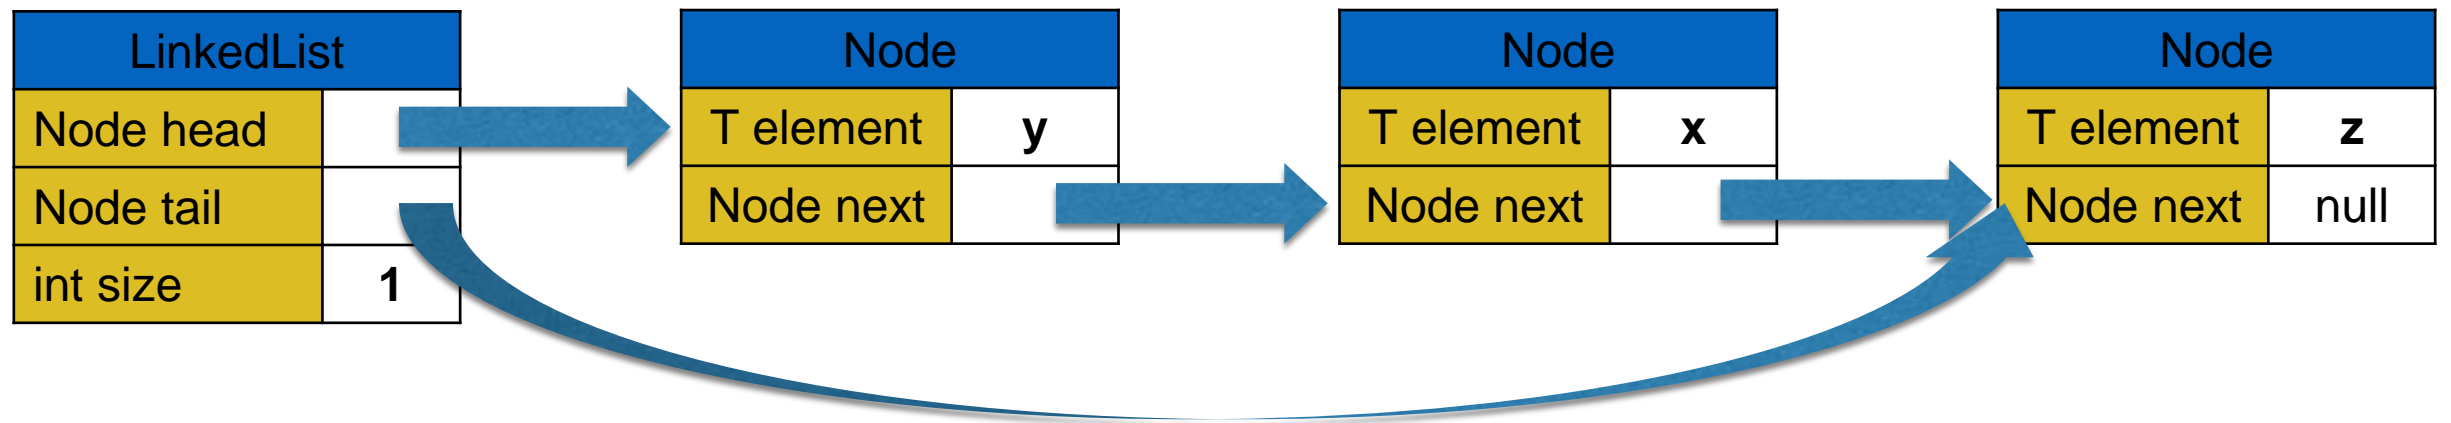 LinkedList
Node head
Node tail
int size 1
Node
T element y
Node next
Node
T element x
Node next
Node
T element z
Node next null